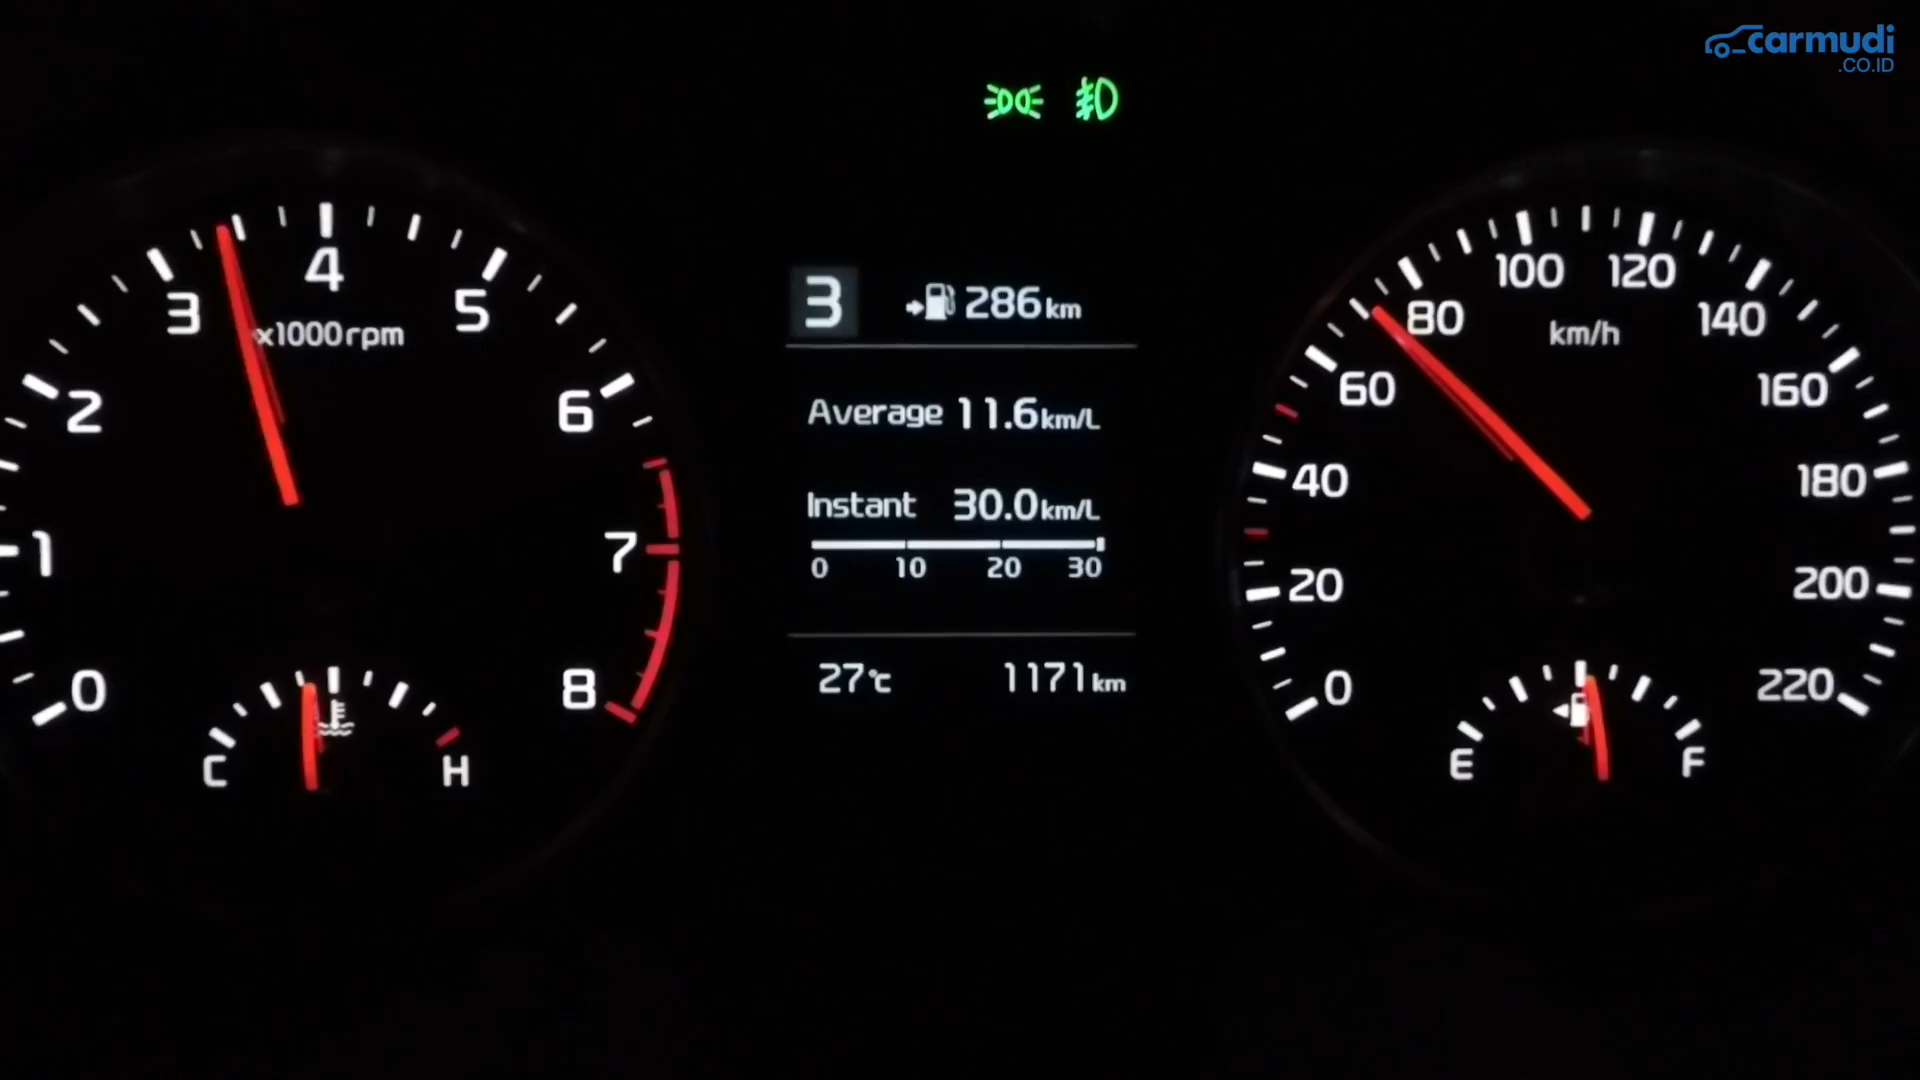 carmudi
.CO.ID
0
1
2
3
4
5
6
7
8
x1000rpm
C
H
3
286km
Average 11.6km/L
Instant 30.0km/L
0 10 20 30
27°C 1171km
0
20
40
60
80
100
120
140
160
180
200
220
km/h
E
F